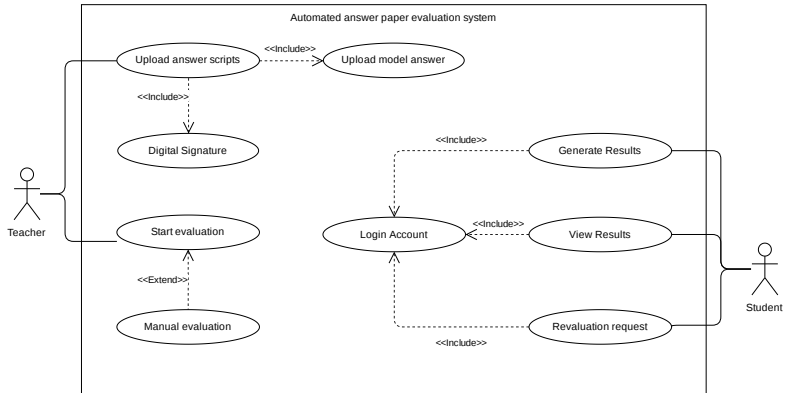 Automated answer paper evaluation system
Upload answer scripts
<<Include>>
Upload model answer
<<Include>>
Digital Signature
<<Include>>
Generate Results
Teacher
Start evaluation
Login Account
<<Include>>
View Results
<<Extend>>
Student
Manual evaluation
Revaluation request
<<Include>>